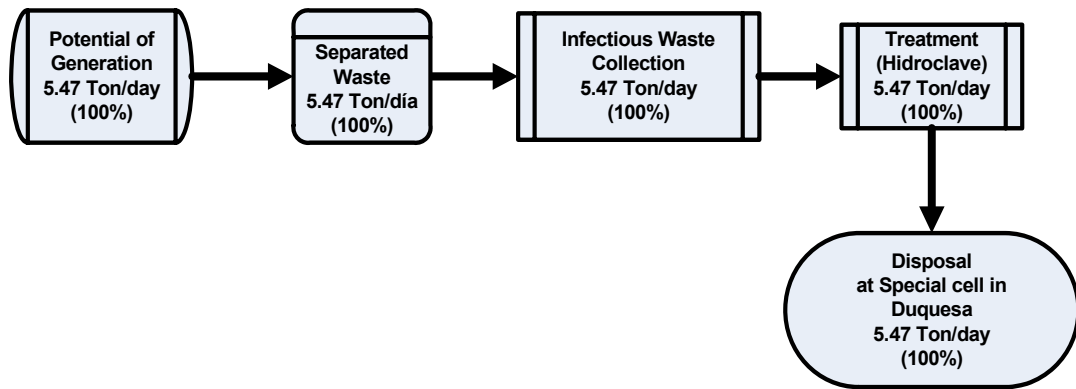 Potential of
Generation
5.47 Ton/day
(100%)
Separated
Waste
5.47 Ton/día
(100%)
Infectious Waste
Collection
5.47 Ton/day
(100%)
Treatment
(Hidroclave)
5.47 Ton/day
(100%)
Disposal
at Special cell in
Duquesa
5.47 Ton/day
(100%)